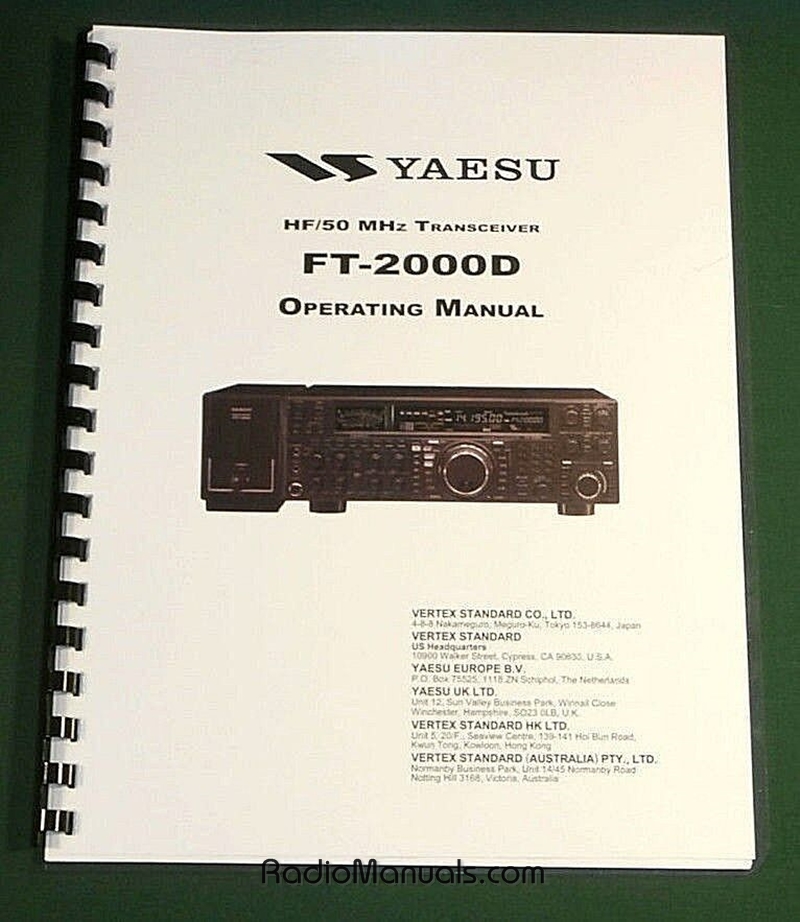 YAESU
HF/50 MHz Transceiver
FT-2000D
Operating Manual
YAESU
14.195.00
VERTEX STANDARD CO., LTD.
4-8-8 Nakameguro, Meguro-Ku, Tokyo 153-8644, Japan
VERTEX STANDARD
US Headquarters
10900 Walker Street, Cypress, CA 90630, U.S.A.
YAESU EUROPE B.V.
P.O. Box 75525, 1118 ZN Schiphol, The Netherlands
YAESU UK LTD.
Unit 12, Sun Valley Business Park, Winnall Close
Winchester, Hampshire, SO23 0LB, U.K.
VERTEX STANDARD HK LTD.
Unit 5, 20/F., Seaview Centre, 139-141 Hoi Bun Road,
Kwun Tong, Kowloon, Hong Kong
VERTEX STANDARD (AUSTRALIA) PTY., LTD.
Normanby Business Park, Unit 14/45 Normanby Road
Notting Hill 3168, Victoria, Australia
RadioManuals.com